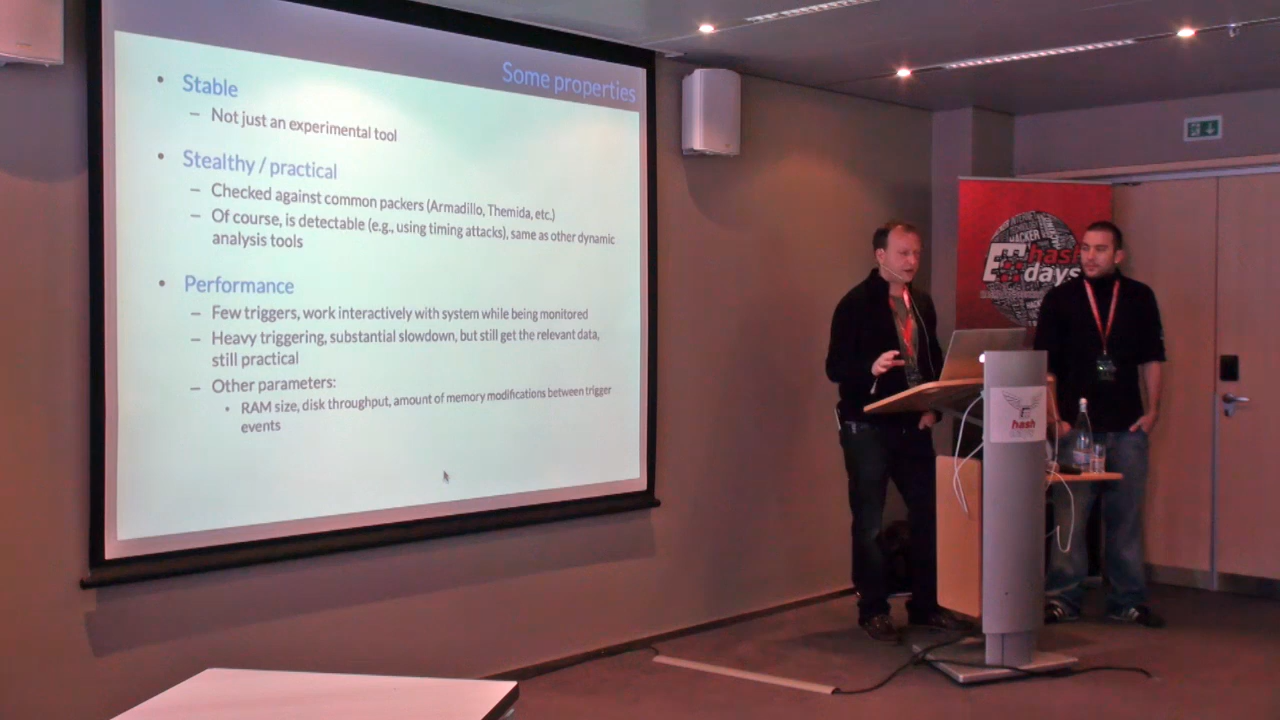 Some properties
• Stable
– Not just an experimental tool
• Stealthy / practical
– Checked against common packers (Armadillo, Themida, etc.)
– Of course, is detectable (e.g., using timing attacks), same as other dynamic
analysis tools
• Performance
– Few triggers, work interactively with system while being monitored
– Heavy triggering, substantial slowdown, but still get the relevant data,
still practical
– Other parameters:
• RAM size, disk throughput, amount of memory modifications between trigger
events
HACKER
hash
days
hash